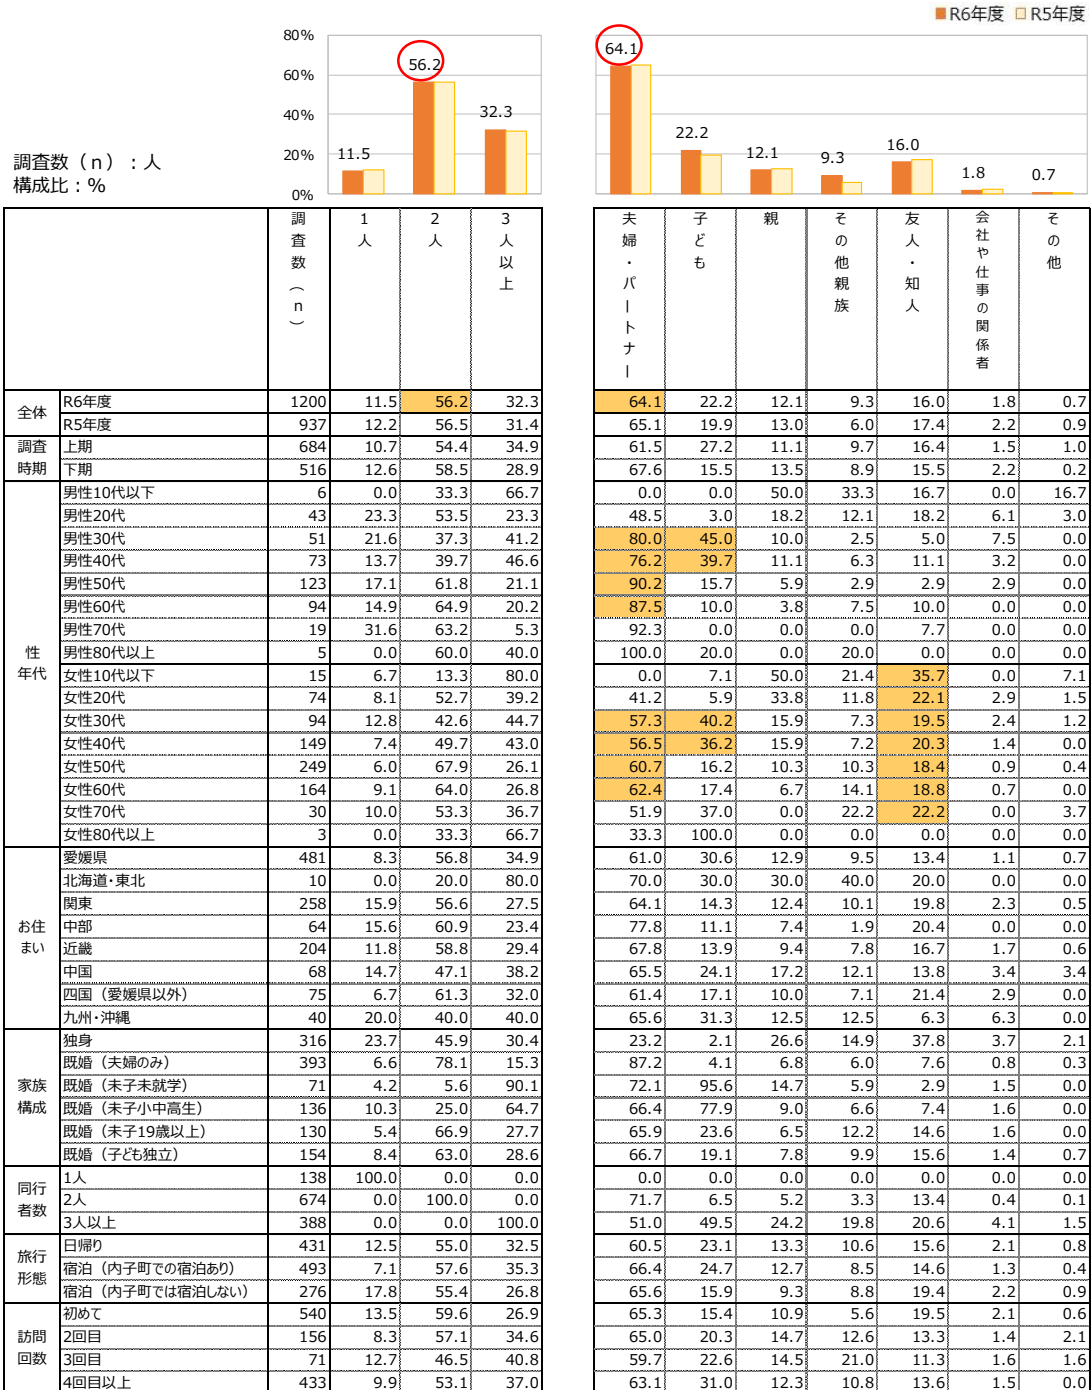 R6年度 R5年度
80%
60%
40%
20%
0%
11.5 56.2 32.3
64.1 22.2 12.1 9.3 16.0 1.8 0.7
調査数（n）：人
構成比：%
調査数（n） 1人 2人 3人以上 夫婦・パートナー 子ども 親 その他親族 友人・知人 会社や仕事の関係者 その他
全体
R6年度 1200 11.5 56.2 32.3 64.1 22.2 12.1 9.3 16.0 1.8 0.7
R5年度 937 12.2 56.5 31.4 65.1 19.9 13.0 6.0 17.4 2.2 0.9
調査時期
上期 684 10.7 54.4 34.9 61.5 27.2 11.1 9.7 16.4 1.5 1.0
下期 516 12.6 58.5 28.9 67.6 15.5 13.5 8.9 15.5 2.2 0.2
性年代
男性10代以下 6 0.0 33.3 66.7 0.0 0.0 50.0 33.3 16.7 0.0 16.7
男性20代 43 23.3 53.5 23.3 48.5 3.0 18.2 12.1 18.2 6.1 3.0
男性30代 51 21.6 37.3 41.2 80.0 45.0 10.0 2.5 5.0 7.5 0.0
男性40代 73 13.7 39.7 46.6 76.2 39.7 11.1 6.3 11.1 3.2 0.0
男性50代 123 17.1 61.8 21.1 90.2 15.7 5.9 2.9 2.9 2.9 0.0
男性60代 94 14.9 64.9 20.2 87.5 10.0 3.8 7.5 10.0 0.0 0.0
男性70代 19 31.6 63.2 5.3 92.3 0.0 0.0 0.0 7.7 0.0 0.0
男性80代以上 5 0.0 60.0 40.0 100.0 20.0 0.0 20.0 0.0 0.0 0.0
女性10代以下 15 6.7 13.3 80.0 0.0 7.1 50.0 21.4 35.7 0.0 7.1
女性20代 74 8.1 52.7 39.2 41.2 5.9 33.8 11.8 22.1 2.9 1.5
女性30代 94 12.8 42.6 44.7 57.3 40.2 15.9 7.3 19.5 2.4 1.2
女性40代 149 7.4 49.7 43.0 56.5 36.2 15.9 7.2 20.3 1.4 0.0
女性50代 249 6.0 67.9 26.1 60.7 16.2 10.3 10.3 18.4 0.9 0.4
女性60代 164 9.1 64.0 26.8 62.4 17.4 6.7 14.1 18.8 0.7 0.0
女性70代 30 10.0 53.3 36.7 51.9 37.0 0.0 22.2 22.2 0.0 3.7
女性80代以上 3 0.0 33.3 66.7 33.3 100.0 0.0 0.0 0.0 0.0 0.0
お住まい
愛媛県 481 8.3 56.8 34.9 61.0 30.6 12.9 9.5 13.4 1.1 0.7
北海道・東北 10 0.0 20.0 80.0 70.0 30.0 30.0 40.0 20.0 0.0 0.0
関東 258 15.9 56.6 27.5 64.1 14.3 12.4 10.1 19.8 2.3 0.5
中部 64 15.6 60.9 23.4 77.8 11.1 7.4 1.9 20.4 0.0 0.0
近畿 204 11.8 58.8 29.4 67.8 13.9 9.4 7.8 16.7 1.7 0.6
中国 68 14.7 47.1 38.2 65.5 24.1 17.2 12.1 13.8 3.4 3.4
四国（愛媛県以外） 75 6.7 61.3 32.0 61.4 17.1 10.0 7.1 21.4 2.9 0.0
九州・沖縄 40 20.0 40.0 40.0 65.6 31.3 12.5 12.5 6.3 6.3 0.0
家族構成
独身 316 23.7 45.9 30.4 23.2 2.1 26.6 14.9 37.8 3.7 2.1
既婚（夫婦のみ） 393 6.6 78.1 15.3 87.2 4.1 6.8 6.0 7.6 0.8 0.3
既婚（末子未就学） 71 4.2 5.6 90.1 72.1 95.6 14.7 5.9 2.9 1.5 0.0
既婚（末子小中高生） 136 10.3 25.0 64.7 66.4 77.9 9.0 6.6 7.4 1.6 0.0
既婚（末子19歳以上） 130 5.4 66.9 27.7 65.9 23.6 6.5 12.2 14.6 1.6 0.0
既婚（子ども独立） 154 8.4 63.0 28.6 66.7 19.1 7.8 9.9 15.6 1.4 0.7
同行者数
1人 138 100.0 0.0 0.0 0.0 0.0 0.0 0.0 0.0 0.0 0.0
2人 674 0.0 100.0 0.0 71.7 6.5 5.2 3.3 13.4 0.4 0.1
3人以上 388 0.0 0.0 100.0 51.0 49.5 24.2 19.8 20.6 4.1 1.5
旅行形態
日帰り 431 12.5 55.0 32.5 60.5 23.1 13.3 10.6 15.6 2.1 0.8
宿泊（内子町での宿泊あり） 493 7.1 57.6 35.3 66.4 24.7 12.7 8.5 14.6 1.3 0.4
宿泊（内子町では宿泊しない） 276 17.8 55.4 26.8 65.6 15.9 9.3 8.8 19.4 2.2 0.9
訪問回数
初めて 540 13.5 59.6 26.9 65.3 15.4 10.9 5.6 19.5 2.1 0.6
2回目 156 8.3 57.1 34.6 65.0 20.3 14.7 12.6 13.3 1.4 2.1
3回目 71 12.7 46.5 40.8 59.7 22.6 14.5 21.0 11.3 1.6 1.6
4回目以上 433 9.9 53.1 37.0 63.1 31.0 12.3 10.8 13.6 1.5 0.0